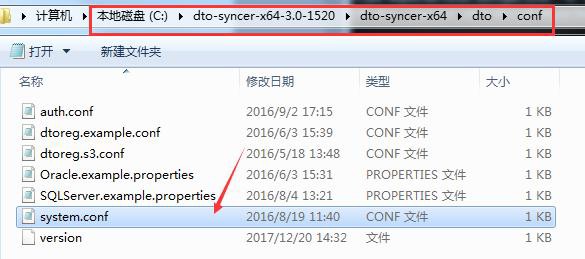 计算机 本地磁盘 (C:) dto-syncer-x64-3.0-1520 dto-syncer-x64 dto conf
打开 新建文件夹
名称 修改日期 类型 大小
auth.conf 2016/9/2 17:15 CONF 文件 1 KB
dtoreg.example.conf 2016/6/3 15:39 CONF 文件 1 KB
dtoreg.s3.conf 2016/5/18 13:48 CONF 文件 1 KB
Oracle.example.properties 2016/6/3 15:31 PROPERTIES 文件 1 KB
SQLServer.example.properties 2016/8/4 13:21 PROPERTIES 文件 1 KB
system.conf 2016/8/19 11:40 CONF 文件 1 KB
version 2017/12/20 14:32 文件 1 KB